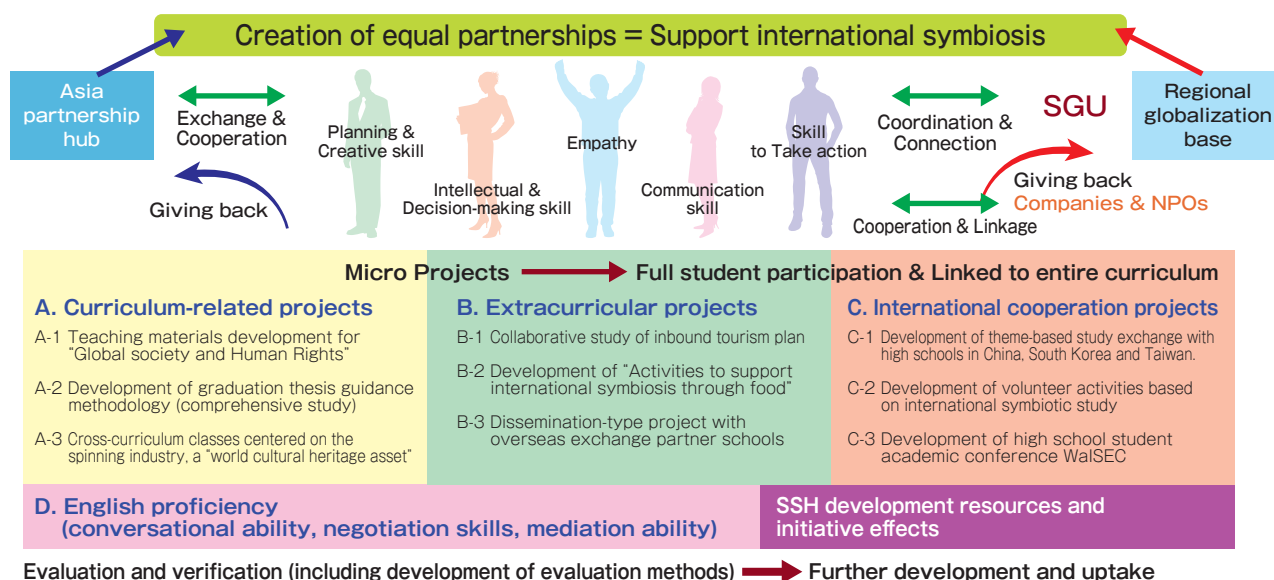 Creation of equal partnerships = Support international symbiosis
Asia
partnership
hub
Exchange &
Cooperation
Giving back
Planning &
Creative skill
Intellectual &
Decision-making skill
Empathy
Communication
skill
Skill
to Take action
Coordination &
Connection
SGU
Regional
globalization
base
Giving back
Companies & NPOs
Cooperation & Linkage
Micro Projects
Full student participation & Linked to entire curriculum
A. Curriculum-related projects
A-1 Teaching materials development for
"Global society and Human Rights"
A-2 Development of graduation thesis guidance
methodology (comprehensive study)
A-3 Cross-curriculum classes centered on the
spinning industry, a "world cultural heritage asset"
B. Extracurricular projects
B-1 Collaborative study of inbound tourism plan
B-2 Development of "Activities to support
international symbiosis through food"
B-3 Dissemination-type project with
overseas exchange partner schools
C. International cooperation projects
C-1 Development of theme-based study exchange with
high schools in China, South Korea and Taiwan.
C-2 Development of volunteer activities based
on international symbiotic study
C-3 Development of high school student
academic conference WaISEC
D. English proficiency
(conversational ability, negotiation skills, mediation ability)
SSH development resources and
initiative effects
Evaluation and verification (including development of evaluation methods)
Further development and uptake